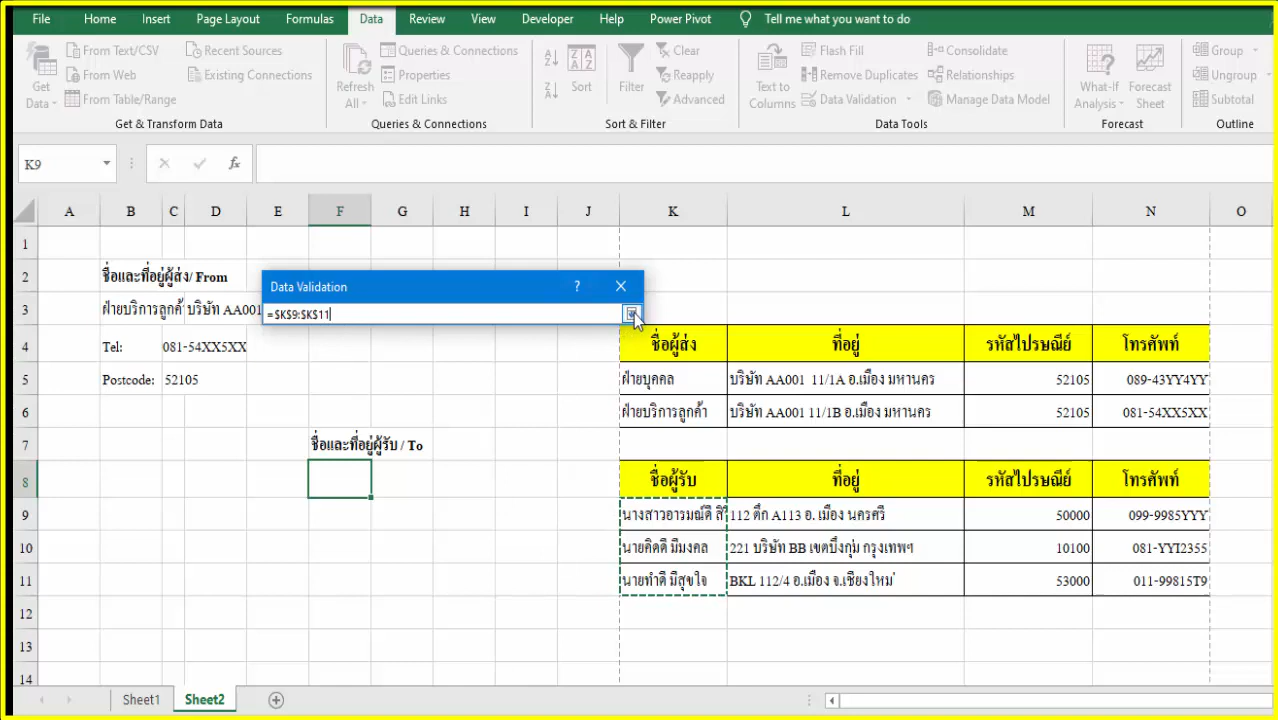 File Home Insert Page Layout Formulas Data Review View Developer Help Power Pivot Tell me what you want to do
From Text/CSV Recent Sources Queries & Connections Clear Flash Fill Consolidate Group
From Web Existing Connections Properties Reapply Remove Duplicates Relationships Ungroup
Get Data From Table/Range Refresh All Edit Links Sort Filter Advanced Text to Columns Data Validation Manage Data Model What-If Analysis Forecast Sheet Subtotal
Get & Transform Data Queries & Connections Sort & Filter Data Tools Forecast Outline
K9 fx
A B C D E F G H I J K L M N O
1
2 ชื่อและที่อยู่ผู้ส่ง/ From
Data Validation ?
3 ฝ่ายบริการลูกค้า บริษัท AA001
=$K$9:$K$11
4 Tel: 081-54XX5XX ชื่อผู้ส่ง ที่อยู่ รหัสไปรษณีย์ โทรศัพท์
5 Postcode: 52105 ฝ่ายบุคคล บริษัท AA001 11/1A อ.เมือง มหานคร 52105 089-43YY4YY
6 ฝ่ายบริการลูกค้า บริษัท AA001 11/1B อ.เมือง มหานคร 52105 081-54XX5XX
7 ชื่อและที่อยู่ผู้รับ / To
8 ชื่อผู้รับ ที่อยู่ รหัสไปรษณีย์ โทรศัพท์
9 นางสาวอารมณ์ดี 112 ตึก A113 อ. เมือง นครศรี 50000 099-9985YYY
10 นายคิดดี มีมงคล 221 บริษัท BB เขตบึงกุ่ม กรุงเทพฯ 10100 081-YYI2355
11 นายทำดี มีสุขใจ BKL 112/4 อ.เมือง จ.เชียงใหม่ 53000 011-99815T9
12
13
14
Sheet1 Sheet2